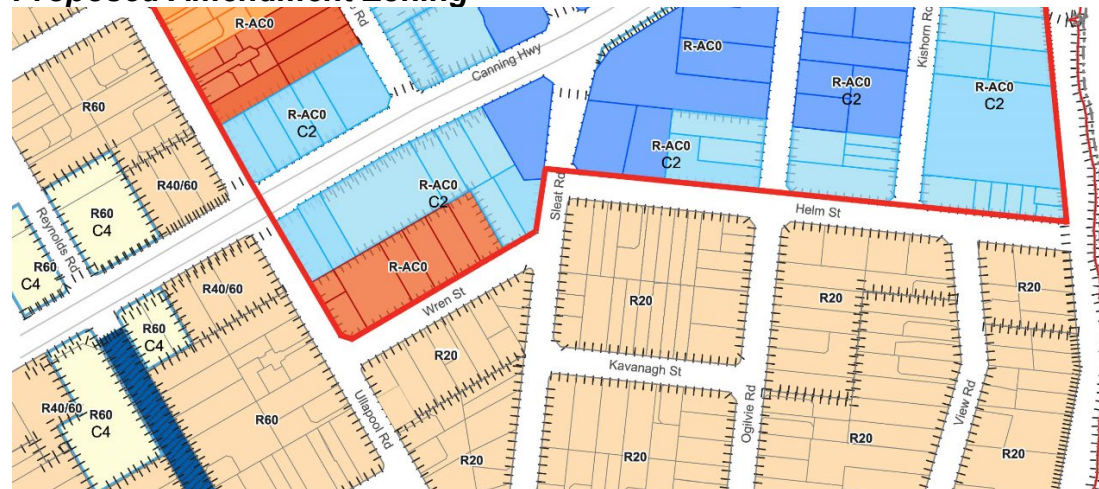 Proposed Amendment Zoning
Rd
R-AC0
R-AC0
Canning Hwy
Kishorn Rd
R60
R-AC0
C2
R-AC0
C2
R-AC0
C2
R-AC0
C2
R40/60
R-AC0
C2
Sleat Rd
Helm St
Reynolds Rd
R60
C4
R60
C4
R-AC0
R40/60
Wren St
R20
R20
R20
R60
C4
R20
Kavanagh St
R40/60
R60
C4
R60
Ullapool Rd
Ogilvie Rd
View Rd
R20
R20
R20
R20